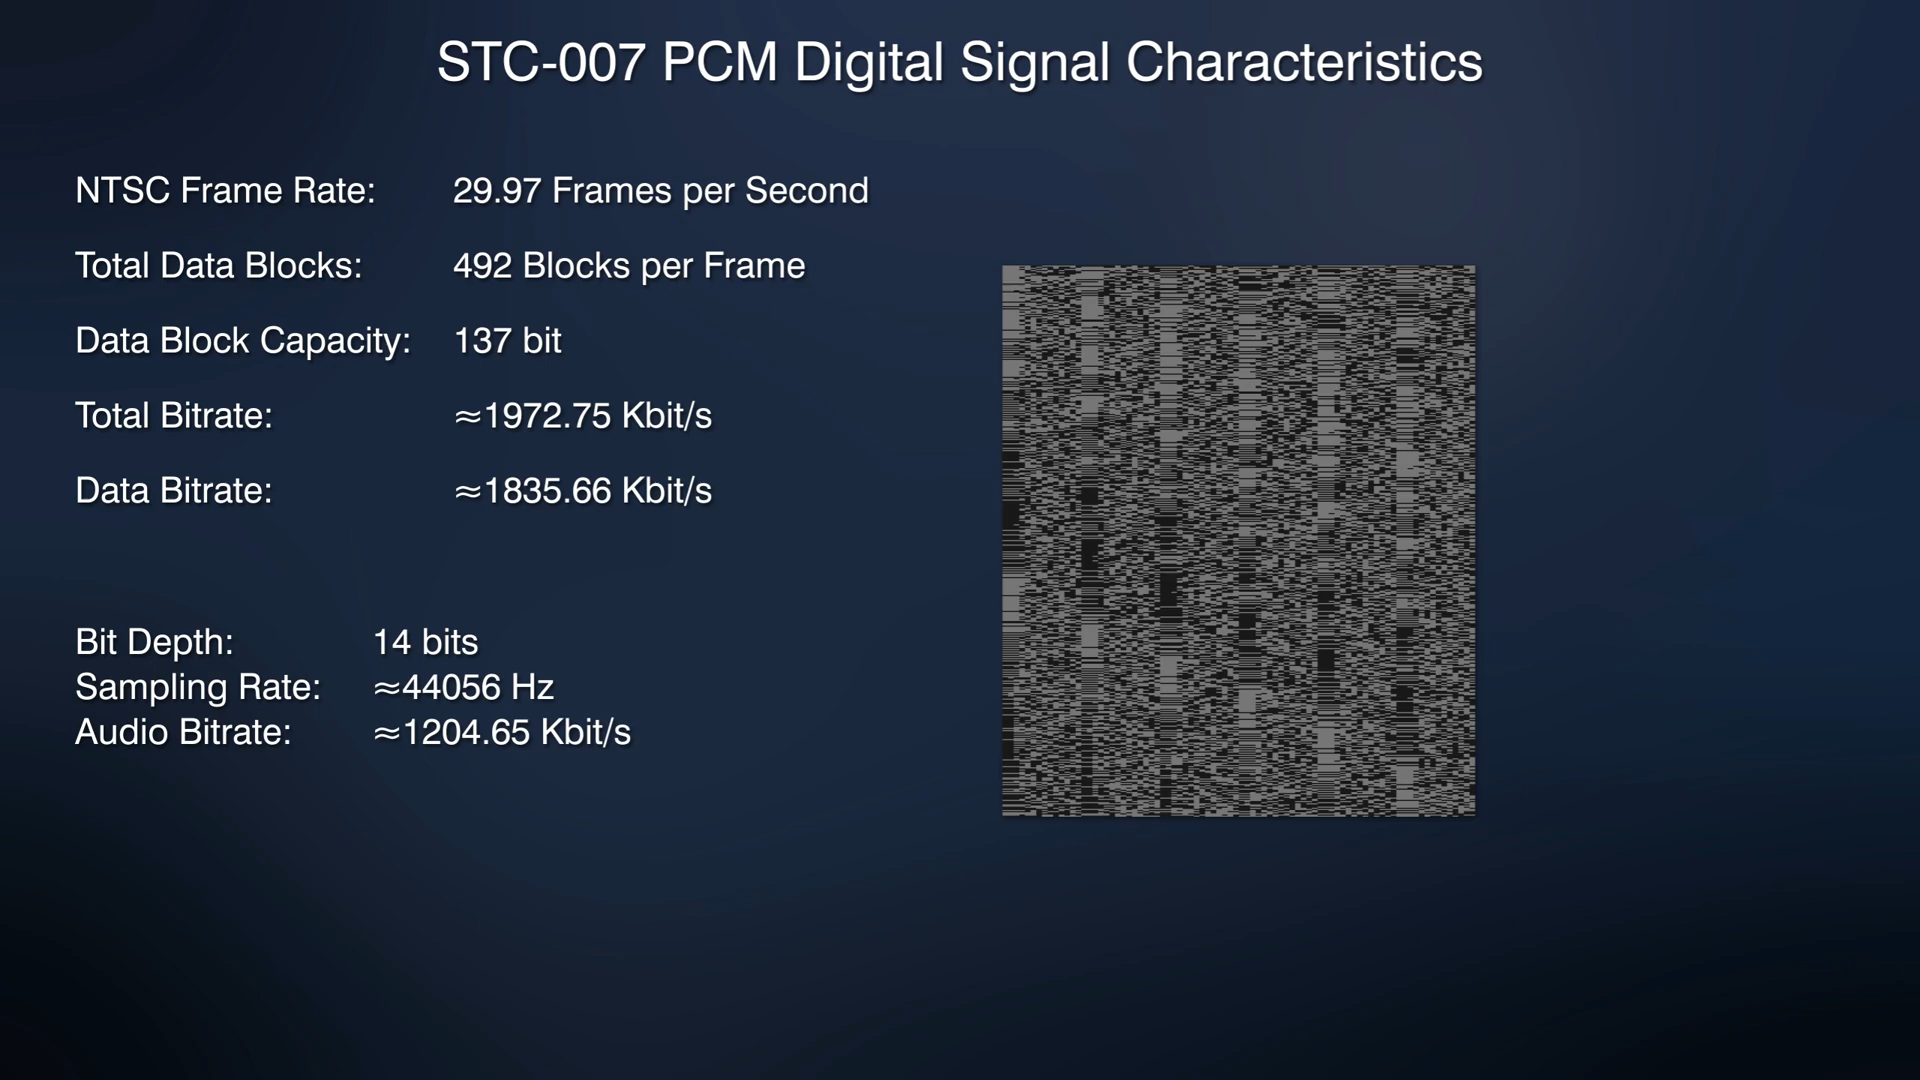 STC-007 PCM Digital Signal Characteristics
NTSC Frame Rate: 29.97 Frames per Second
Total Data Blocks: 492 Blocks per Frame
Data Block Capacity: 137 bit
Total Bitrate: ≈1972.75 Kbit/s
Data Bitrate: ≈1835.66 Kbit/s
Bit Depth: 14 bits
Sampling Rate: ≈44056 Hz
Audio Bitrate: ≈1204.65 Kbit/s